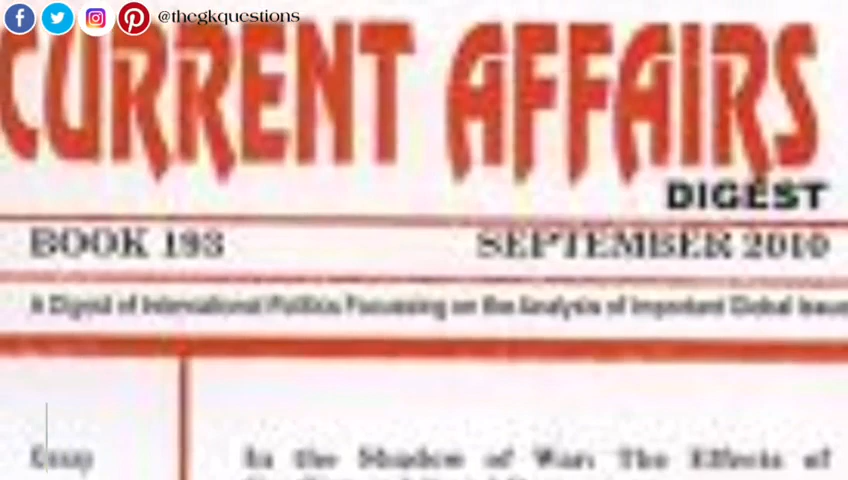 @thegkquestions
CURRENT AFFAIRS
DIGEST
BOOK 193 SEPTEMBER 2010
A Digest of International Politics Focussing on the Analysis of Important Global Issues
Essay In the Shadow of War: The Effects of